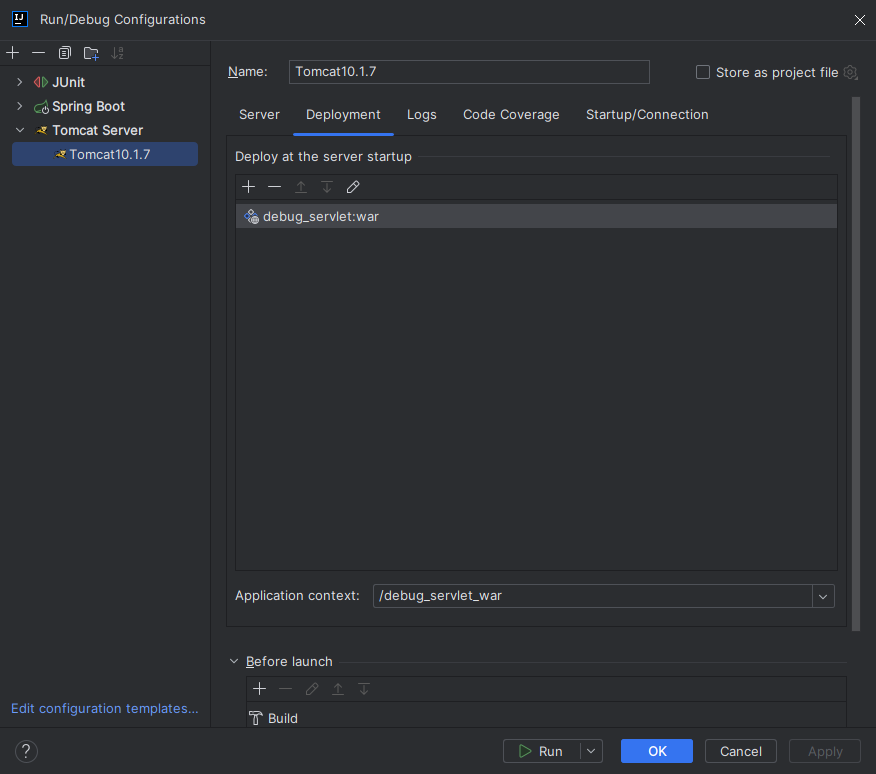 Run/Debug Configurations
JUnit
Spring Boot
Tomcat Server
Tomcat10.1.7
Edit configuration templates...
Name: Tomcat10.1.7 Store as project file
Server Deployment Logs Code Coverage Startup/Connection
Deploy at the server startup
debug_servlet:war
Application context: /debug_servlet_war
Before launch
Build
? Run OK Cancel Apply